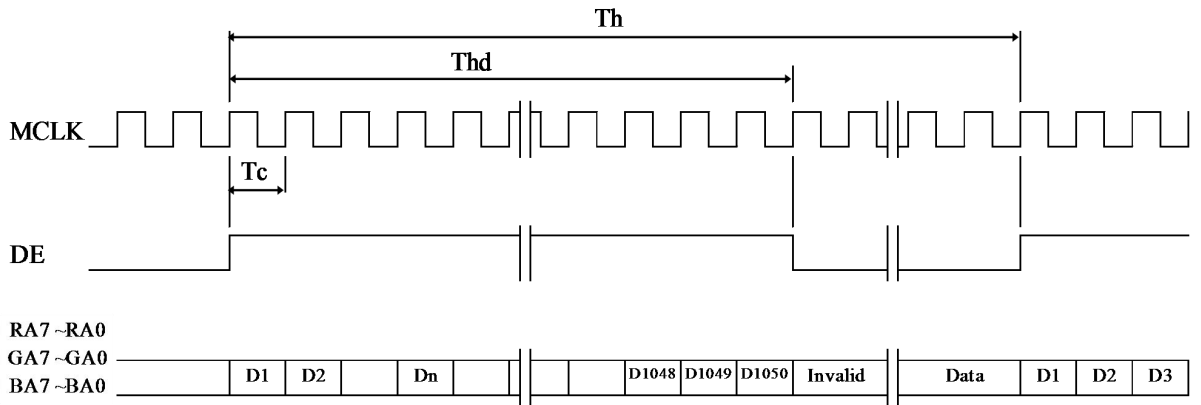 Th
Thd
MCLK
Tc
DE
RA7 ~RA0
GA7 ~GA0
BA7 ~BA0
D1 D2 Dn D1048 D1049 D1050 Invalid Data D1 D2 D3